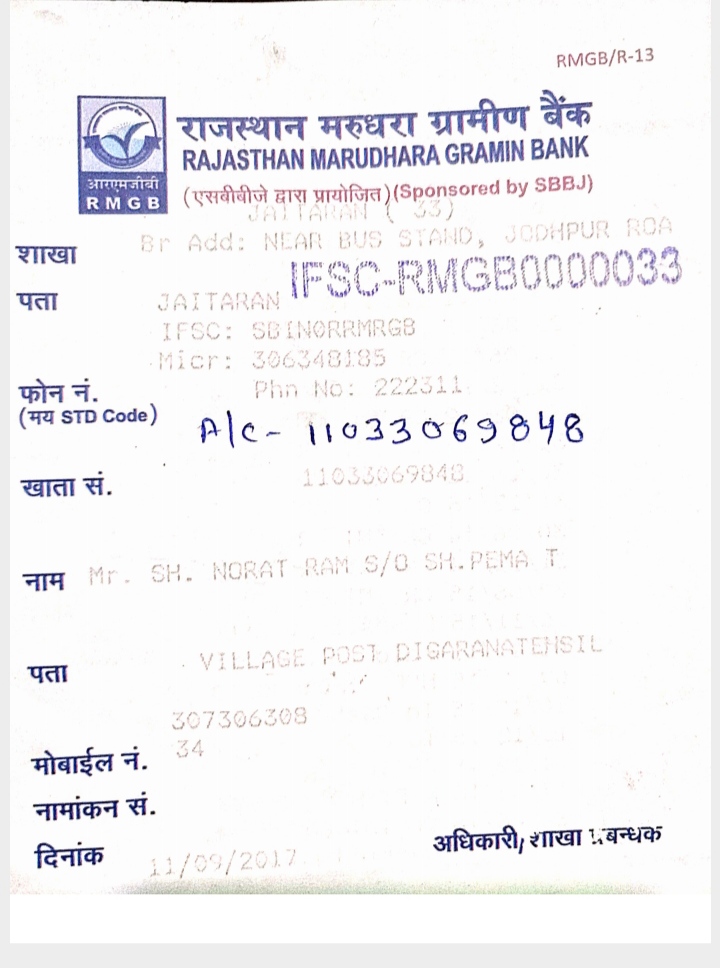 RMGB/R-13
राजस्थान मरुधरा ग्रामीण बैंक
RAJASTHAN MARUDHARA GRAMIN BANK
(एसबीबीजे द्वारा प्रायोजित)(Sponsored by SBBJ)
आरएमजीबी
RMGB
JAITARAN ( 33)
शाखा Br Add: NEAR BUS STAND, JODHPUR ROA
IFSC-RMGB0000033
पता JAITARAN
IFSC: SBIN0RRMRGB
Micr: 306348185
फोन नं. Phn No: 222311
(मय STD Code)
A/c- 11033069848
खाता सं. 11033069848
नाम Mr. SH. NORAT RAM S/O SH.PEMA T
पता VILLAGE POST DIGARANATEHSIL
307306308
मोबाईल नं. 34
नामांकन सं.
दिनांक 11/09/2017
अधिकारी, शाखा प्रबन्धक